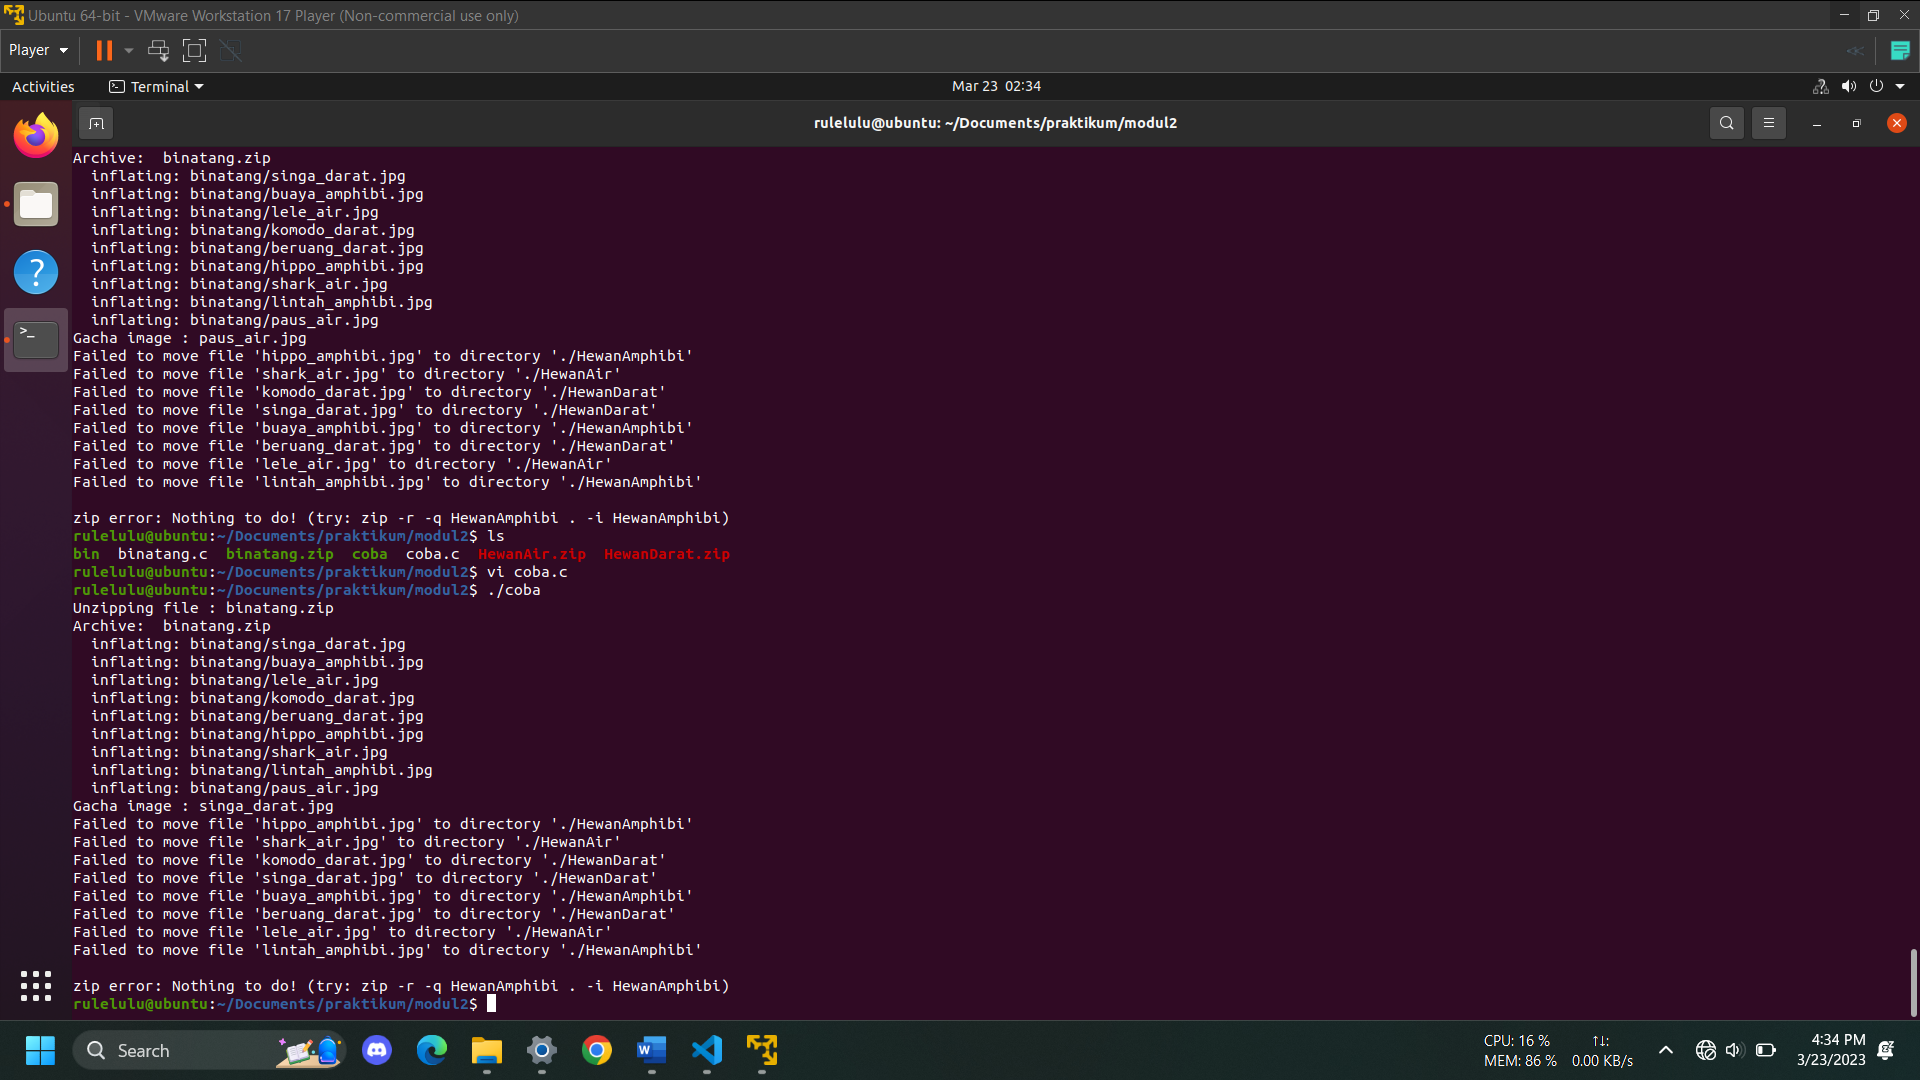 Ubuntu 64-bit - VMware Workstation 17 Player (Non-commercial use only)
Player
Activities
Terminal
Mar 23 02:34
rulelulu@ubuntu: ~/Documents/praktikum/modul2
Archive:  binatang.zip
  inflating: binatang/singa_darat.jpg
  inflating: binatang/buaya_amphibi.jpg
  inflating: binatang/lele_air.jpg
  inflating: binatang/komodo_darat.jpg
  inflating: binatang/beruang_darat.jpg
  inflating: binatang/hippo_amphibi.jpg
  inflating: binatang/shark_air.jpg
  inflating: binatang/lintah_amphibi.jpg
  inflating: binatang/paus_air.jpg
Gacha image : paus_air.jpg
Failed to move file 'hippo_amphibi.jpg' to directory './HewanAmphibi'
Failed to move file 'shark_air.jpg' to directory './HewanAir'
Failed to move file 'komodo_darat.jpg' to directory './HewanDarat'
Failed to move file 'singa_darat.jpg' to directory './HewanDarat'
Failed to move file 'buaya_amphibi.jpg' to directory './HewanAmphibi'
Failed to move file 'beruang_darat.jpg' to directory './HewanDarat'
Failed to move file 'lele_air.jpg' to directory './HewanAir'
Failed to move file 'lintah_amphibi.jpg' to directory './HewanAmphibi'
zip error: Nothing to do! (try: zip -r -q HewanAmphibi . -i HewanAmphibi)
rulelulu@ubuntu:~/Documents/praktikum/modul2$ ls
bin  binatang.c  binatang.zip  coba  coba.c  HewanAir.zip  HewanDarat.zip
rulelulu@ubuntu:~/Documents/praktikum/modul2$ vi coba.c
rulelulu@ubuntu:~/Documents/praktikum/modul2$ ./coba
Unzipping file : binatang.zip
Archive:  binatang.zip
  inflating: binatang/singa_darat.jpg
  inflating: binatang/buaya_amphibi.jpg
  inflating: binatang/lele_air.jpg
  inflating: binatang/komodo_darat.jpg
  inflating: binatang/beruang_darat.jpg
  inflating: binatang/hippo_amphibi.jpg
  inflating: binatang/shark_air.jpg
  inflating: binatang/lintah_amphibi.jpg
  inflating: binatang/paus_air.jpg
Gacha image : singa_darat.jpg
Failed to move file 'hippo_amphibi.jpg' to directory './HewanAmphibi'
Failed to move file 'shark_air.jpg' to directory './HewanAir'
Failed to move file 'komodo_darat.jpg' to directory './HewanDarat'
Failed to move file 'singa_darat.jpg' to directory './HewanDarat'
Failed to move file 'buaya_amphibi.jpg' to directory './HewanAmphibi'
Failed to move file 'beruang_darat.jpg' to directory './HewanDarat'
Failed to move file 'lele_air.jpg' to directory './HewanAir'
Failed to move file 'lintah_amphibi.jpg' to directory './HewanAmphibi'
zip error: Nothing to do! (try: zip -r -q HewanAmphibi . -i HewanAmphibi)
rulelulu@ubuntu:~/Documents/praktikum/modul2$
Search
CPU: 16 %
MEM: 86 %
↑↓:
0.00 KB/s
4:34 PM
3/23/2023